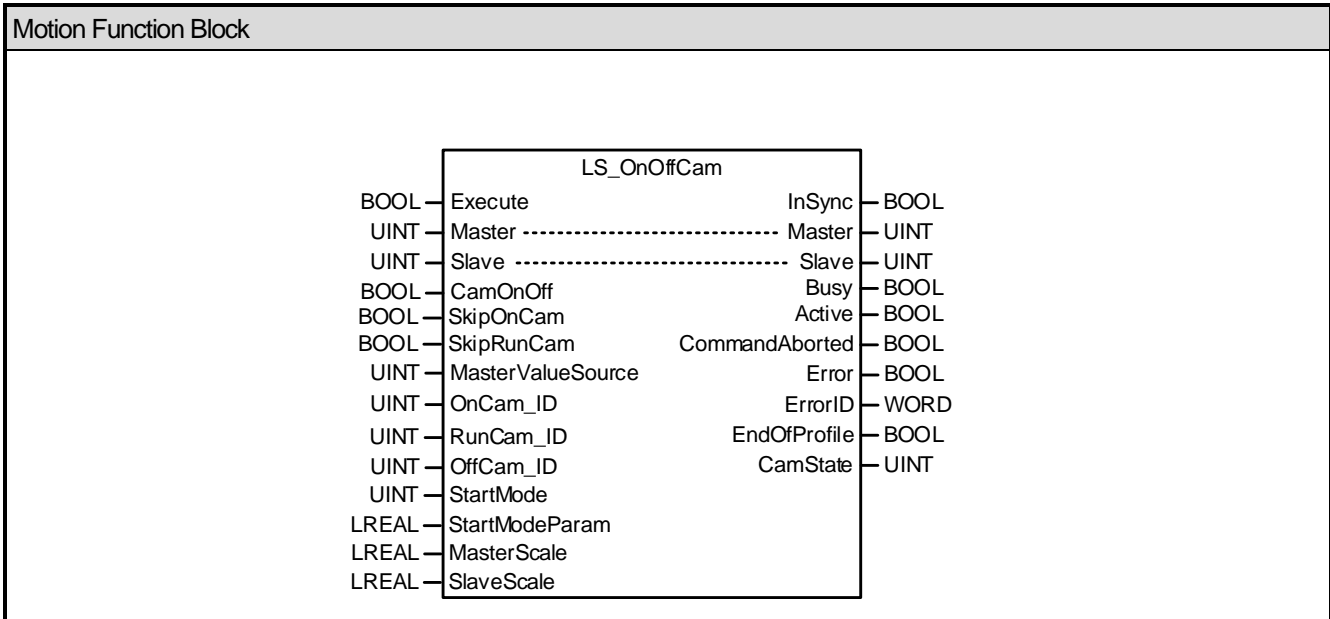 Motion Function Block
LS_OnOffCam
BOOL Execute InSync BOOL
UINT Master Master UINT
UINT Slave Slave UINT
BOOL CamOnOff Busy BOOL
BOOL SkipOnCam Active BOOL
BOOL SkipRunCam CommandAborted BOOL
UINT MasterValueSource Error BOOL
UINT OnCam_ID ErrorID WORD
UINT RunCam_ID EndOfProfile BOOL
UINT OffCam_ID CamState UINT
UINT StartMode
LREAL StartModeParam
LREAL MasterScale
LREAL SlaveScale